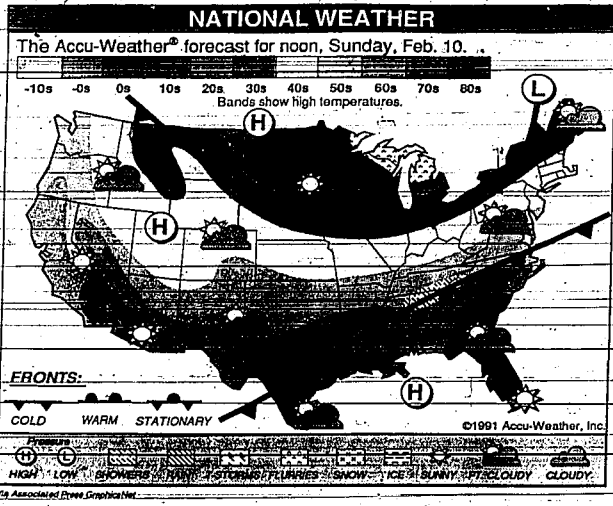 NATIONAL WEATHER
The Accu-Weather® forecast for noon, Sunday, Feb. 10.
-10s -0s 0s 10s 20s 30s 40s 50s 60s 70s 80s
Bands show high temperatures.
L
H
H
H
FRONTS:
COLD WARM STATIONARY
©1991 Accu-Weather, Inc.
Pressure
H L
HIGH LOW SHOWERS RAIN T-STORMS FLURRIES SNOW ICE SUNNY PT. CLOUDY CLOUDY
Via Associated Press GraphicsNet